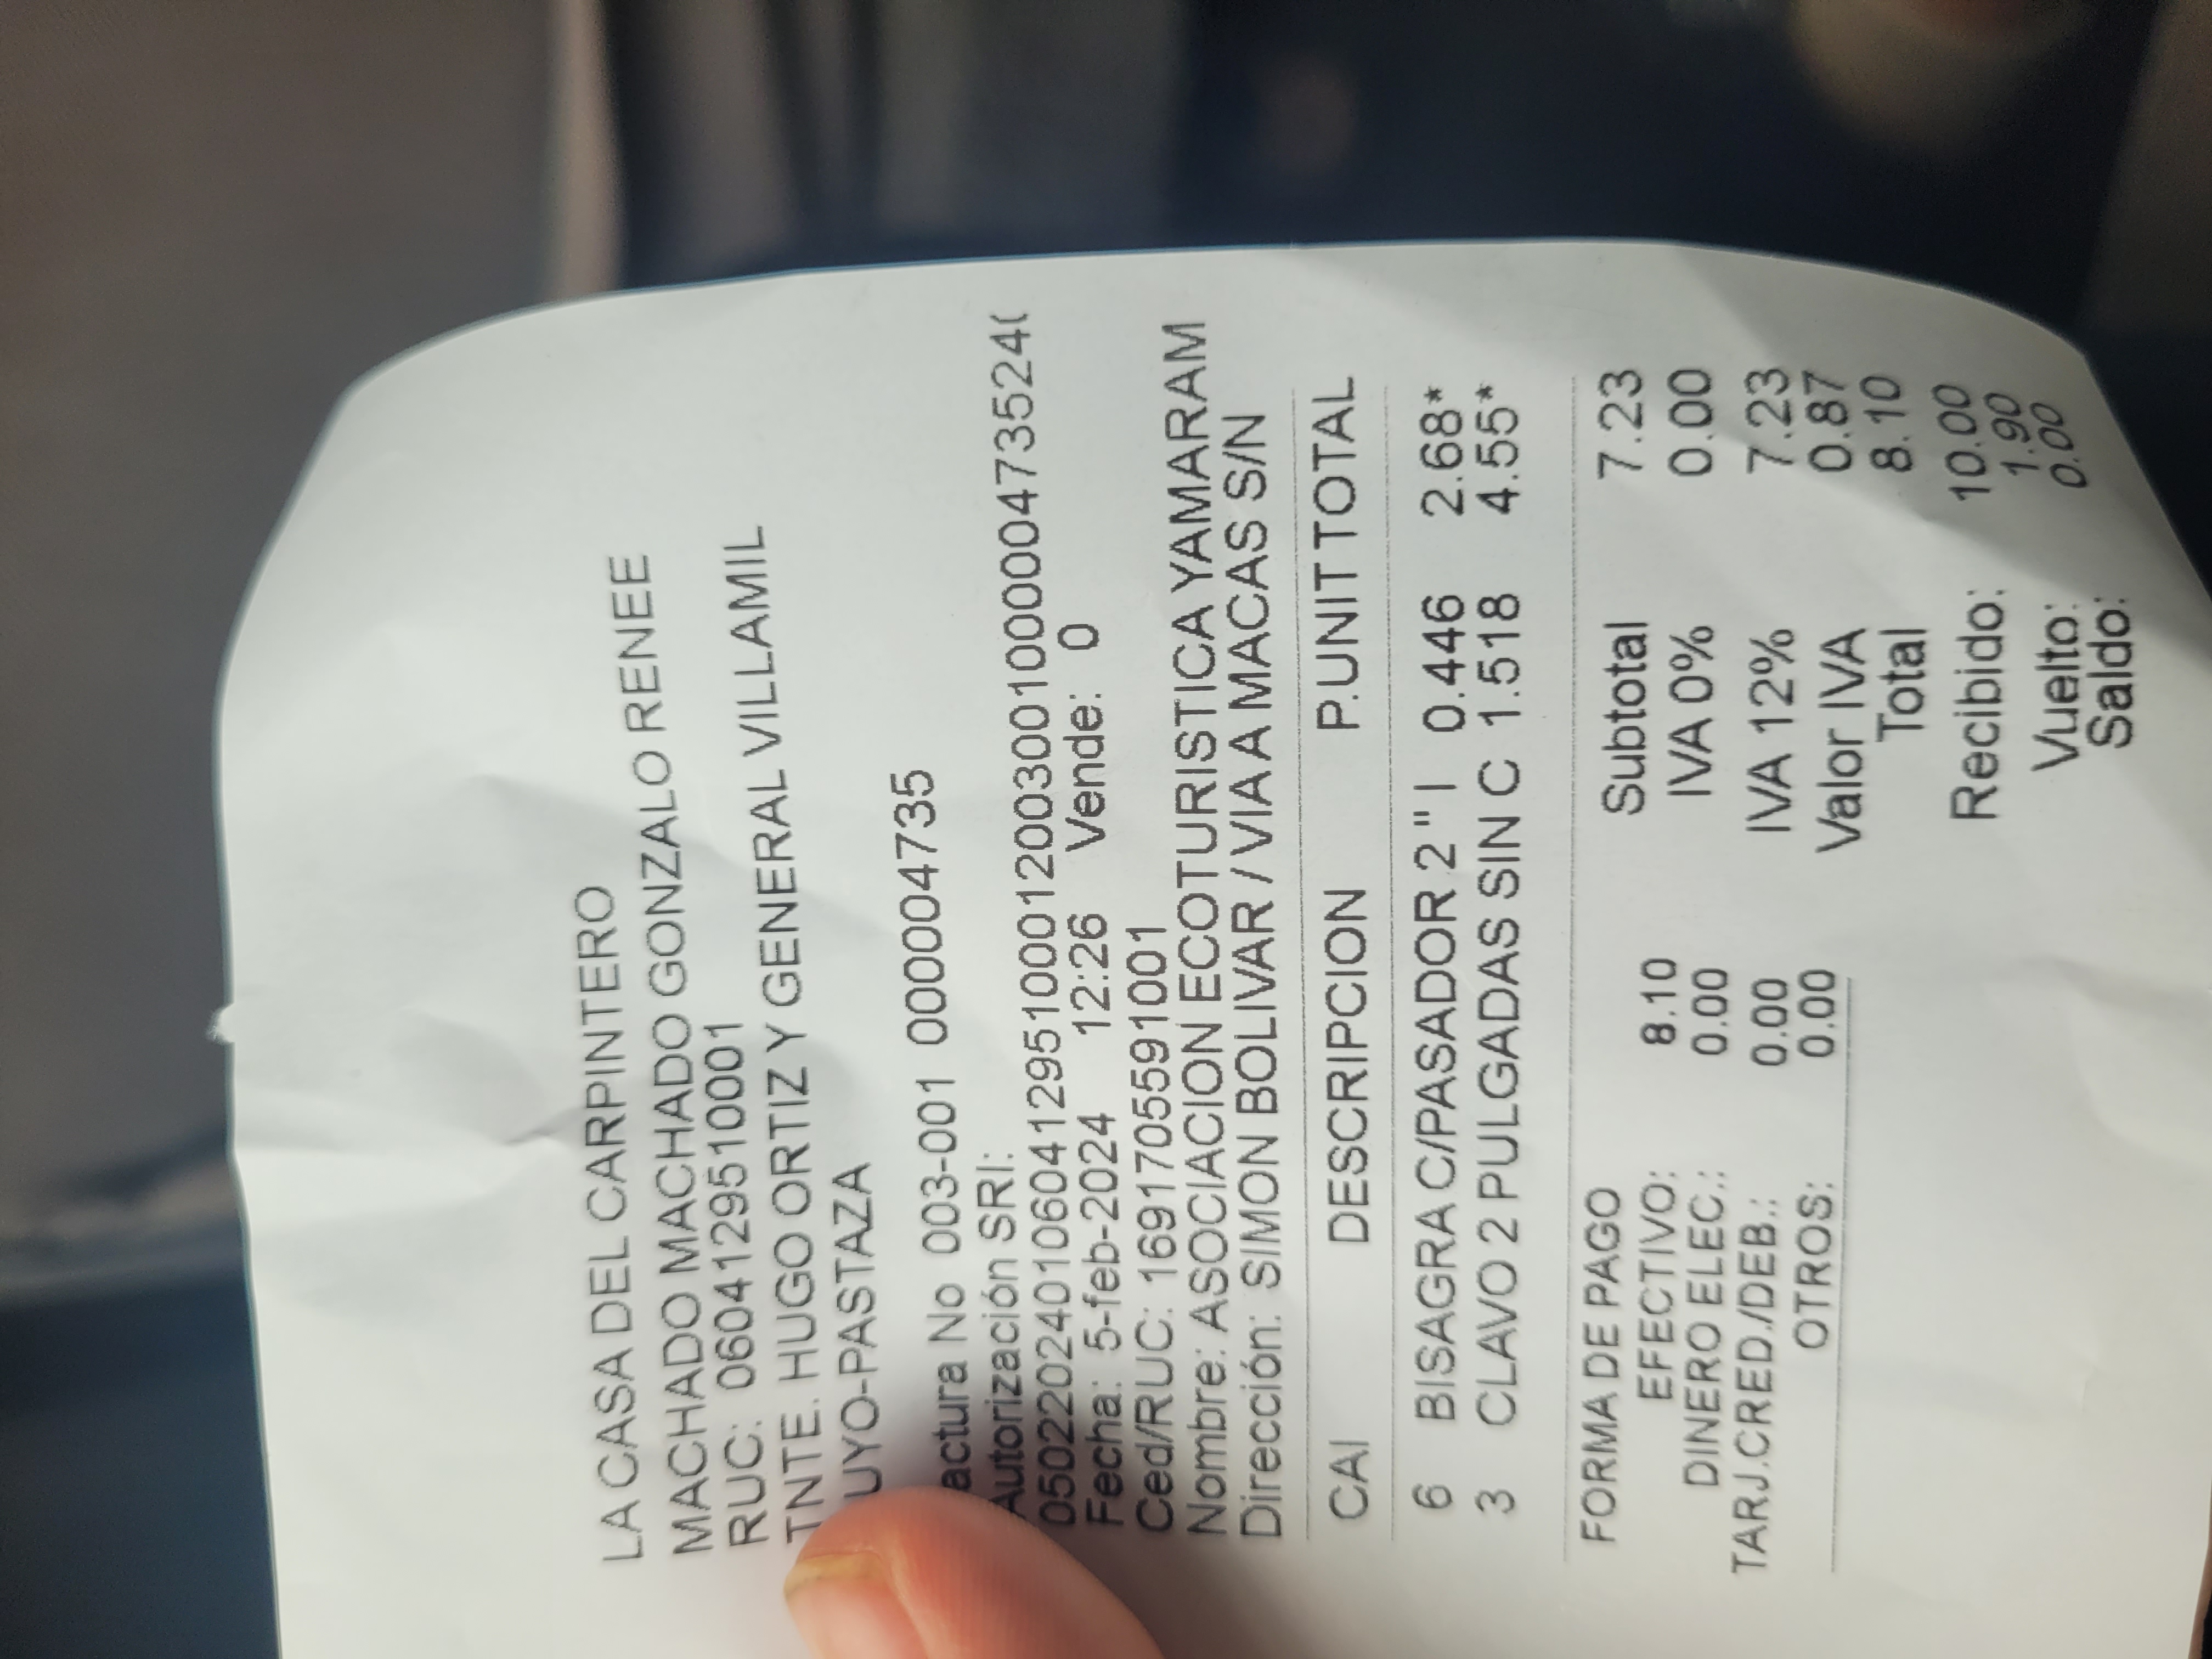 LA CASA DEL CARPINTERO
MACHADO MACHADO GONZALO RENEE
RUC: 0604129510001
TNTE. HUGO ORTIZ Y GENERAL VILLAMIL
UYO-PASTAZA
actura No 003-001 000004735
Autorización SRI:
05022024010604129510001200300100000473524(
Fecha: 5-feb-2024 12:26 Vende: 0
Ced/RUC: 1691705591001
Nombre: ASOCIACION ECOTURISTICA YAMARAM
Dirección: SIMON BOLIVAR / VIA A MACAS S/N
CAI DESCRIPCION P.UNIT TOTAL
6 BISAGRA C/PASADOR 2 " I 0.446 2.68*
3 CLAVO 2 PULGADAS SIN C 1.518 4.55*
FORMA DE PAGO Subtotal 7.23
EFECTIVO: 8.10 IVA 0% 0.00
DINERO ELEC.: 0.00 IVA 12% 7.23
TARJ.CRED./DEB.: 0.00 Valor IVA 0.87
OTROS: 0.00 Total 8.10
Recibido: 10.00
Vuelto: 1.90
Saldo: 0.00